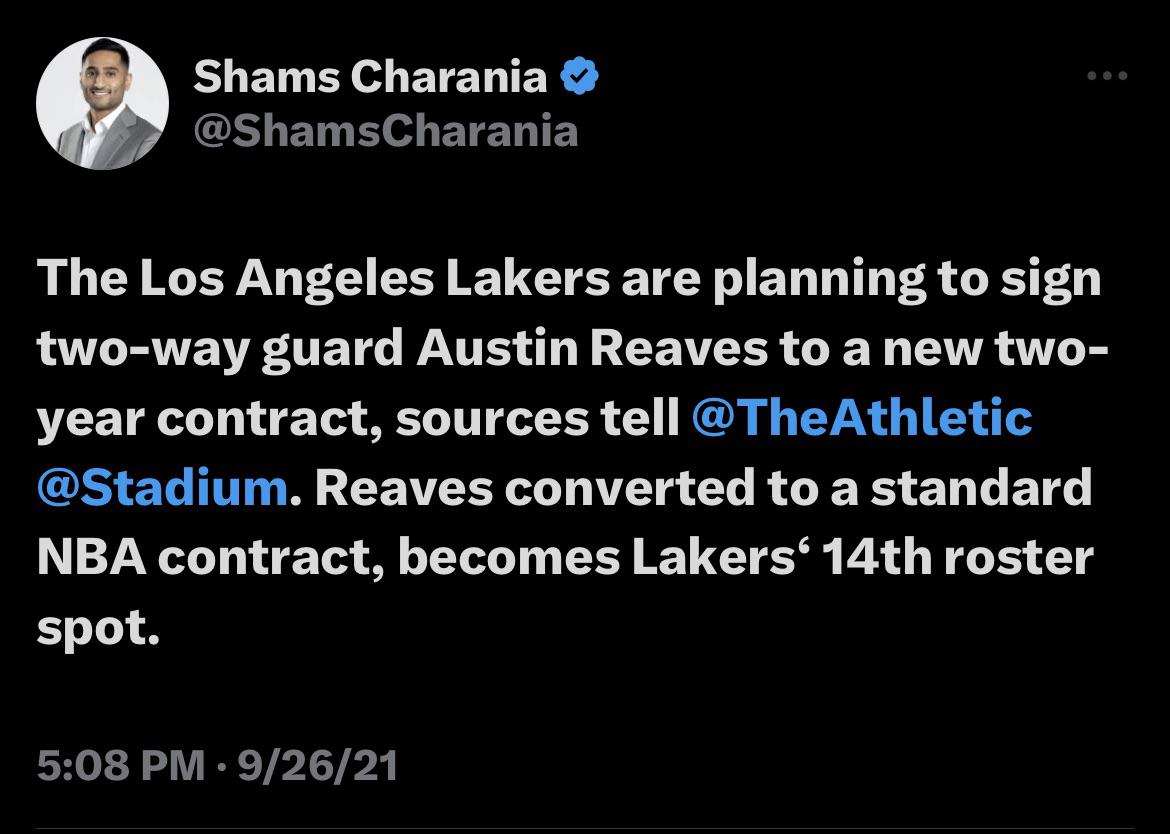 Shams Charania
@ShamsCharania
The Los Angeles Lakers are planning to sign
two-way guard Austin Reaves to a new two-
year contract, sources tell @TheAthletic
@Stadium. Reaves converted to a standard
NBA contract, becomes Lakers‘ 14th roster
spot.
5:08 PM · 9/26/21